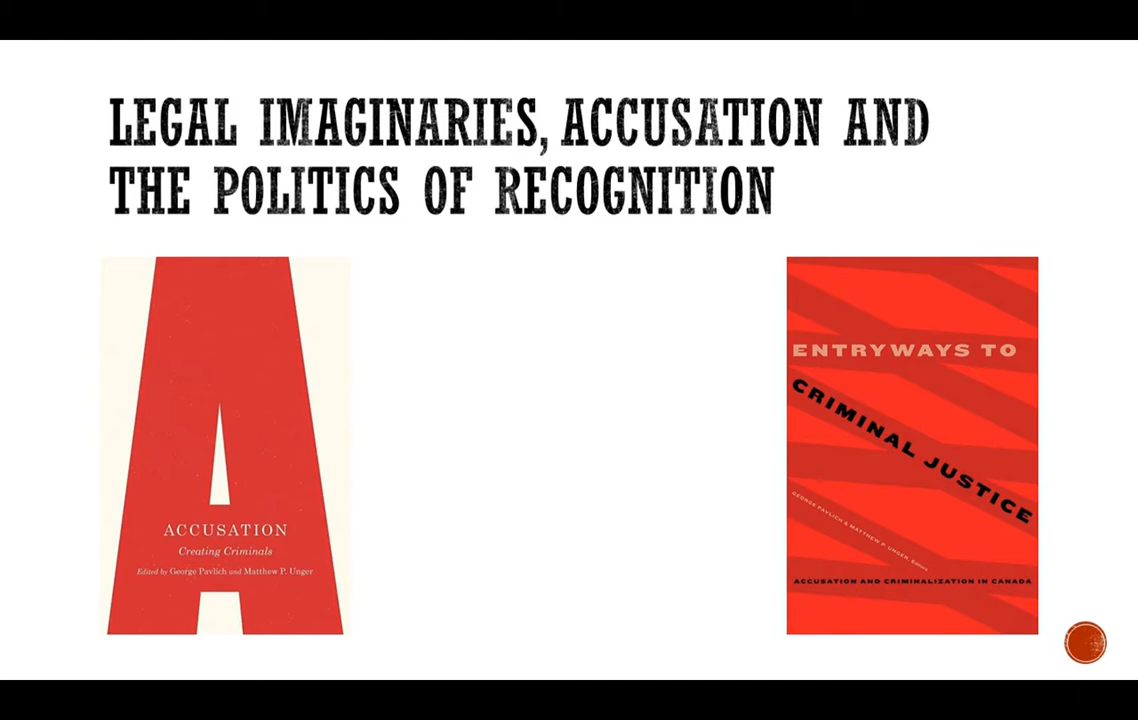 LEGAL IMAGINARIES, ACCUSATION AND
THE POLITICS OF RECOGNITION
ACCUSATION
Creating Criminals
Edited by George Pavlich and Matthew P. Unger
ENTRYWAYS TO
CRIMINAL JUSTICE
GEORGE PAVLICH & MATTHEW P. UNGER, Editors
ACCUSATION AND CRIMINALIZATION IN CANADA